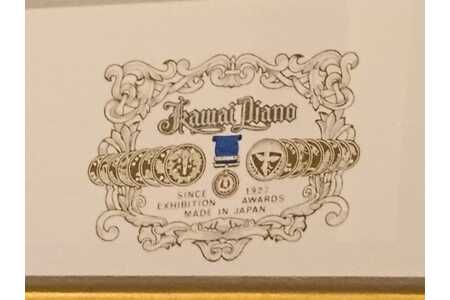 Kawai Piano
SINCE 1927
EXHIBITION AWARDS
MADE IN JAPAN